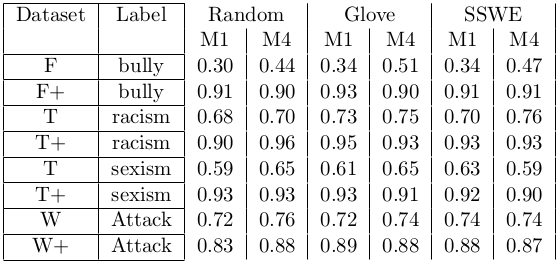 Dataset Label Random Glove SSWE
M1 M4 M1 M4 M1 M4
F bully 0.30 0.44 0.34 0.51 0.34 0.47
F+ bully 0.91 0.90 0.93 0.90 0.91 0.91
T racism 0.68 0.70 0.73 0.75 0.70 0.76
T+ racism 0.90 0.96 0.95 0.93 0.93 0.93
T sexism 0.59 0.65 0.61 0.65 0.63 0.59
T+ sexism 0.93 0.93 0.93 0.91 0.92 0.90
W Attack 0.72 0.76 0.72 0.74 0.74 0.74
W+ Attack 0.83 0.88 0.89 0.88 0.88 0.87